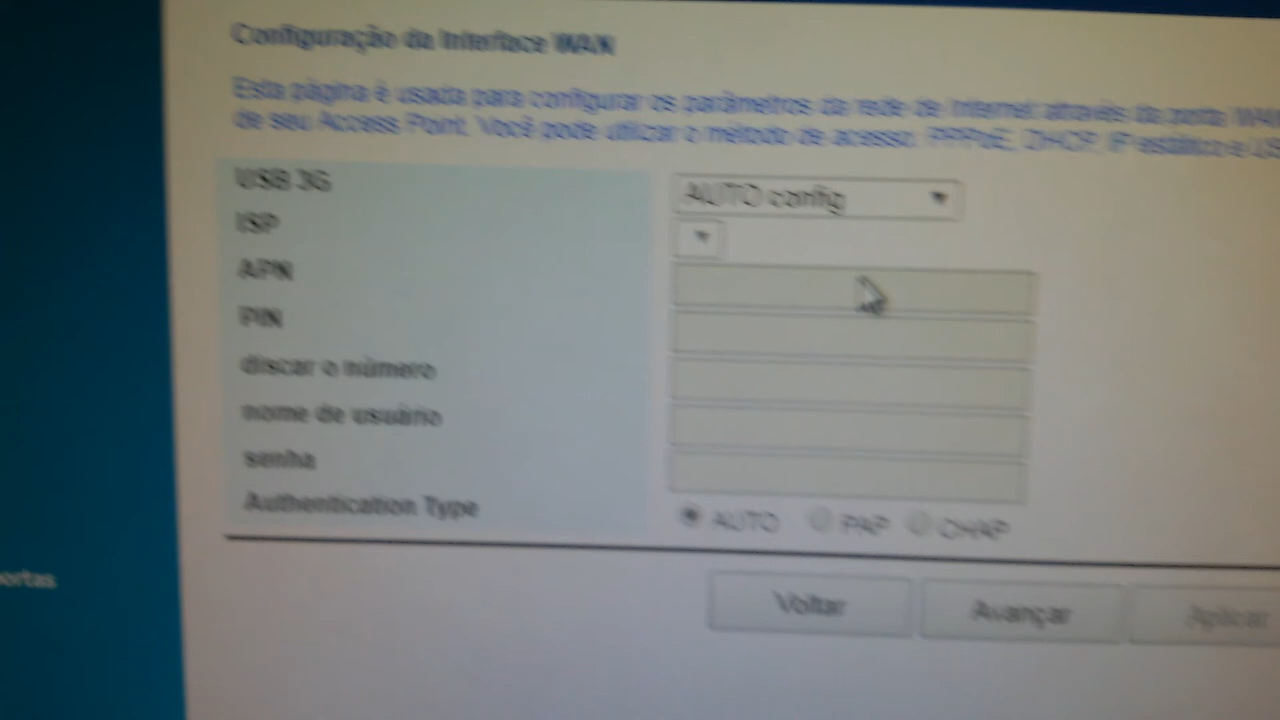 Configuração da Interface WAN
Esta página é usada para configurar os parâmetros da rede de Internet através da porta WAN
de seu Access Point. Você pode utilizar o método de acesso: PPPoE, DHCP, IP estático e US
USB 3G
AUTO config
ISP
APN
PIN
discar o número
nome de usuário
senha
Authentication Type
AUTO PAP CHAP
ortas
Voltar Avançar Aplicar